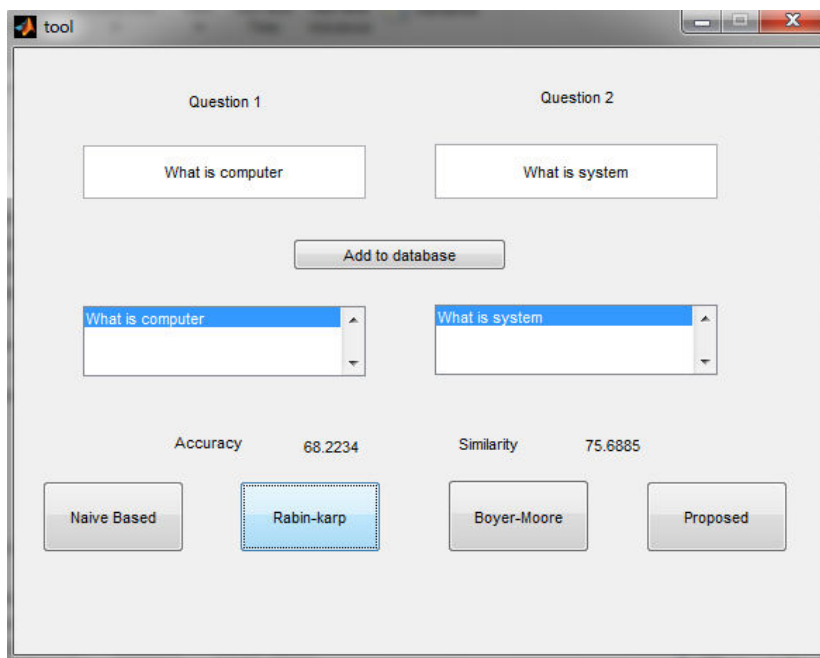 tool
Question 1
Question 2
What is computer
What is system
Add to database
What is computer
What is system
Accuracy 68.2234 Similarity 75.6885
Naive Based Rabin-karp Boyer-Moore Proposed